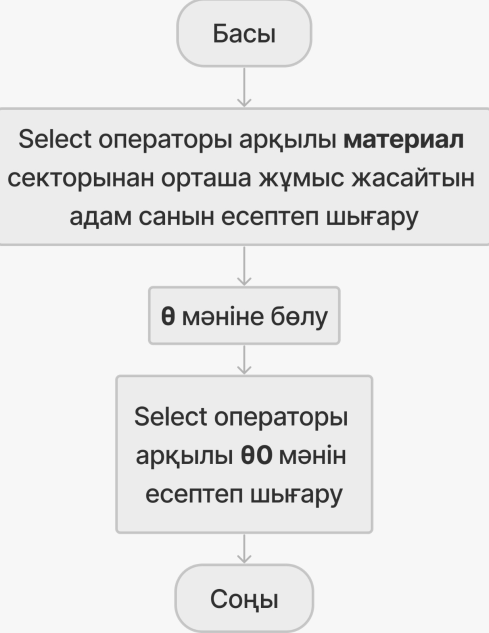 Басы
Select операторы арқылы материал
секторынан орташа жұмыс жасайтын
адам санын есептеп шығару
θ мәніне бөлу
Select операторы
арқылы θ0 мәнін
есептеп шығару
Соңы